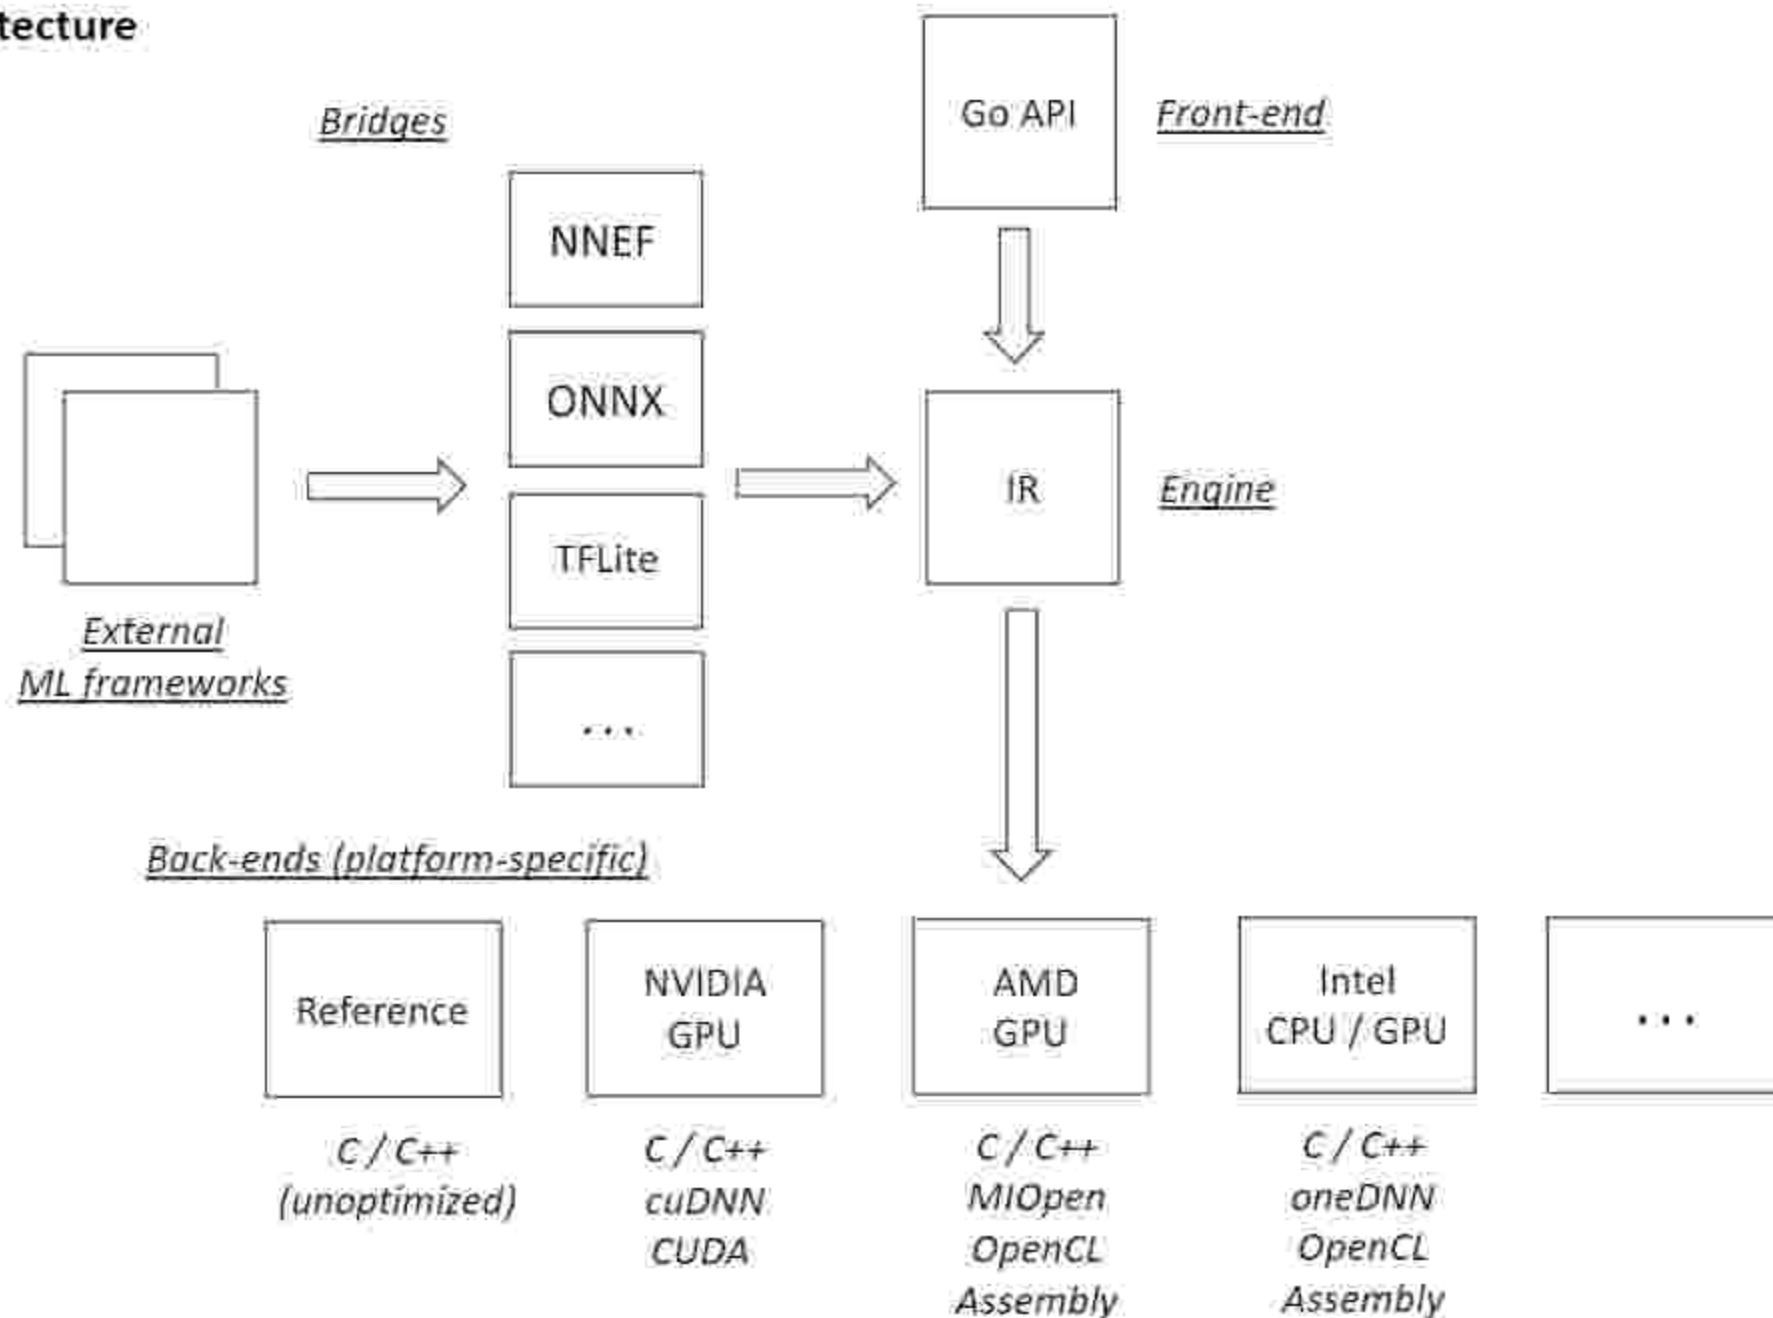 tecture
Go API
Front-end
Bridges
NNEF
ONNX
TFLite
...
IR
Engine
External
ML frameworks
Back-ends (platform-specific)
Reference
C / C++
(unoptimized)
NVIDIA
GPU
C / C++
cuDNN
CUDA
AMD
GPU
C / C++
MIOpen
OpenCL
Assembly
Intel
CPU / GPU
C / C++
oneDNN
OpenCL
Assembly
...